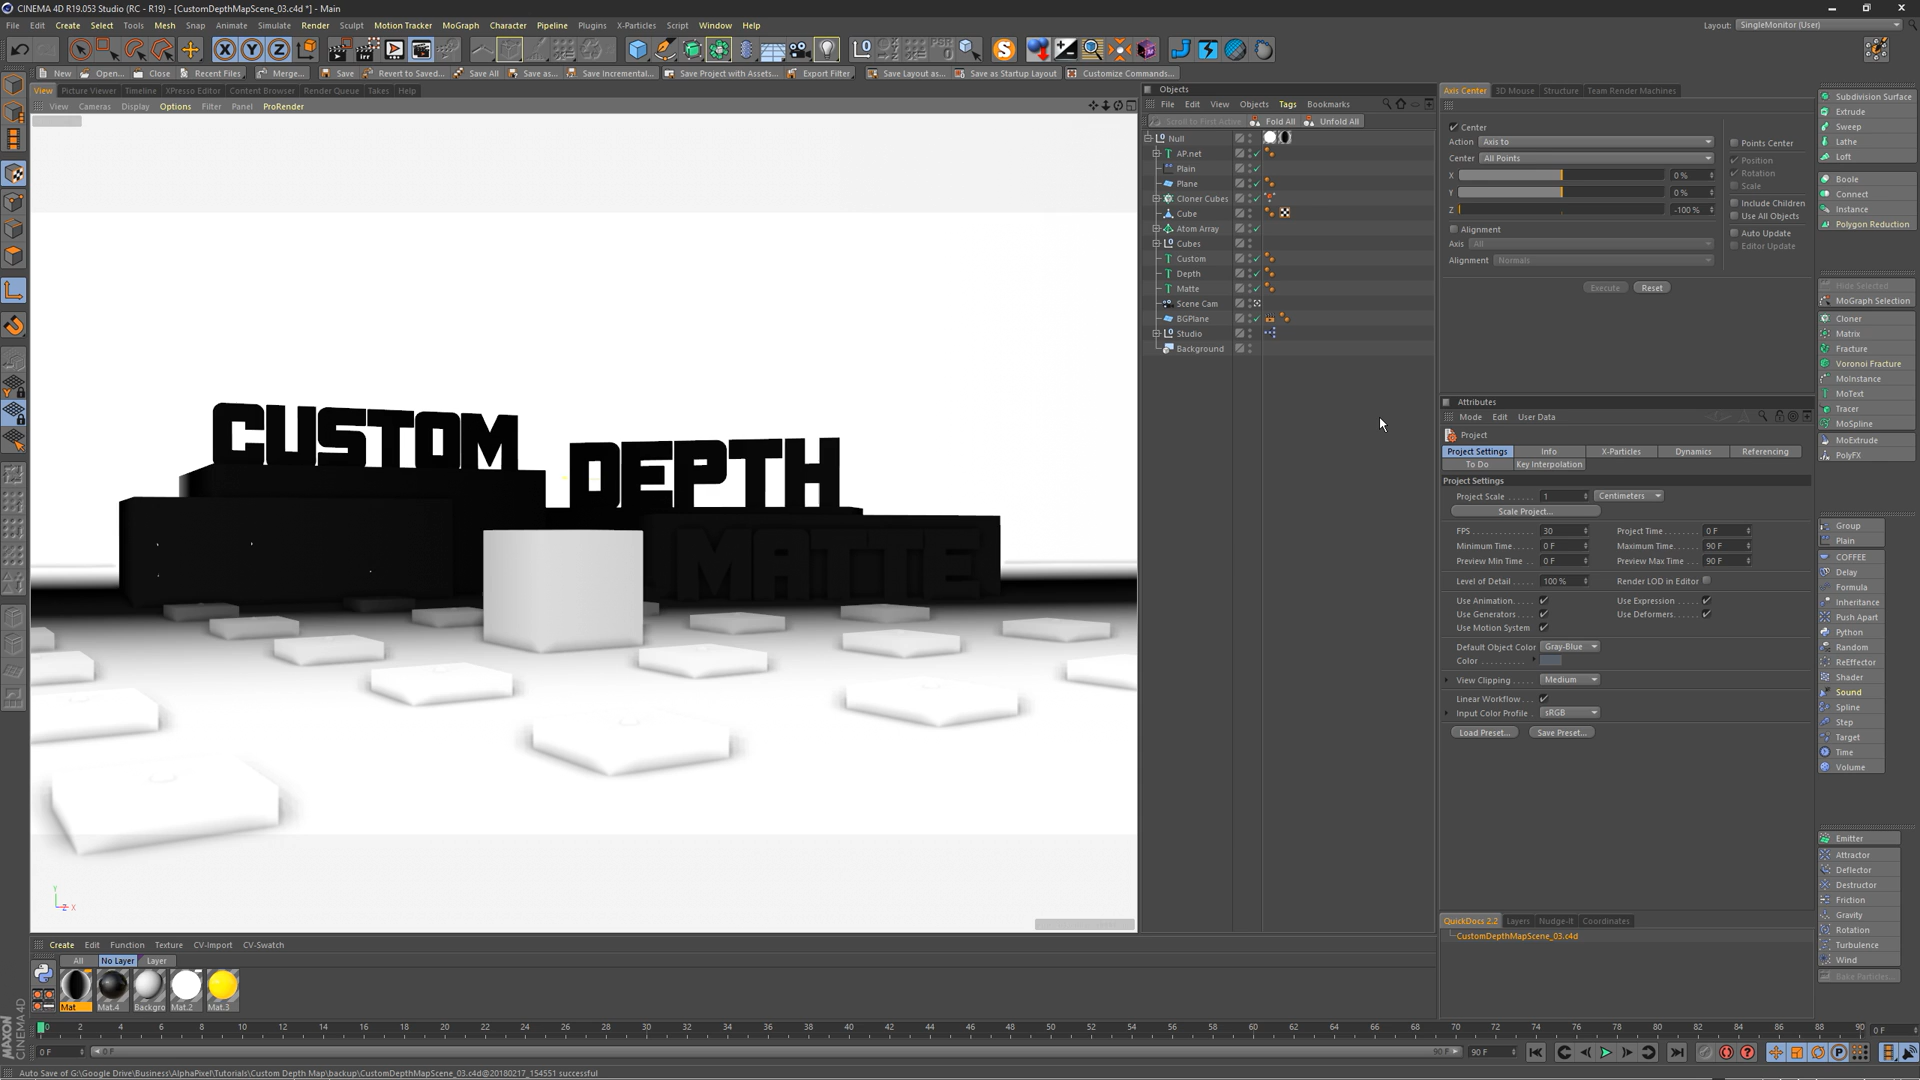 CINEMA 4D R19.053 Studio (RC - R19) - [CustomDepthMapScene_03.c4d *] - Main
File Edit Create Select Tools Mesh Snap Animate Simulate Render Sculpt Motion Tracker MoGraph Character Pipeline Plugins X-Particles Script Window Help
Layout: SingleMonitor (User)
New Open... Close Recent Files Merge... Save Revert to Saved... Save All Save as... Save Incremental... Save Project with Assets... Export Filter Save Layout as... Save as Startup Layout Customize Commands...
View Picture Viewer Timeline XPresso Editor Content Browser Render Queue Takes Help
View Cameras Display Options Filter Panel ProRender
CUSTOM
DEPTH
MATTE
Y
Z X
Objects
File Edit View Objects Tags Bookmarks
Scroll to First Active Fold All Unfold All
Null
AP.net
Plain
Plane
Cloner Cubes
Cube
Atom Array
Cubes
Custom
Depth
Matte
Scene Cam
BGPlane
Studio
Background
Axis Center 3D Mouse Structure Team Render Machines
Center
Action Axis to
Center All Points
X 0 %
Y 0 %
Z -100 %
Points Center
Position
Rotation
Scale
Include Children
Use All Objects
Auto Update
Editor Update
Alignment
Axis All
Alignment Normals
Execute Reset
Attributes
Mode Edit User Data
Project
Project Settings Info X-Particles Dynamics Referencing
To Do Key Interpolation
Project Settings
Project Scale 1 Centimeters
Scale Project...
FPS 30 Project Time 0 F
Minimum Time 0 F Maximum Time 90 F
Preview Min Time 0 F Preview Max Time 90 F
Level of Detail 100 % Render LOD in Editor
Use Animation Use Expression
Use Generators Use Deformers
Use Motion System
Default Object Color Gray-Blue
Color
View Clipping Medium
Linear Workflow
Input Color Profile sRGB
Load Preset... Save Preset...
QuickDocs 2.2 Layers Nudge-It Coordinates
CustomDepthMapScene_03.c4d
Subdivision Surface
Extrude
Sweep
Lathe
Loft
Boole
Connect
Instance
Polygon Reduction
Hide Selected
MoGraph Selection
Cloner
Matrix
Fracture
Voronoi Fracture
MoInstance
MoText
Tracer
MoSpline
MoExtrude
PolyFX
Group
Plain
COFFEE
Delay
Formula
Inheritance
Push Apart
Python
Random
ReEffector
Shader
Sound
Spline
Step
Target
Time
Volume
Emitter
Attractor
Deflector
Destructor
Friction
Gravity
Rotation
Turbulence
Wind
Bake Particles...
Create Edit Function Texture CV-Import CV-Swatch
All No Layer Layer
Mat Mat.4 Backgro Mat.2 Mat.3
0 2 4 6 8 10 12 14 16 18 20 22 24 26 28 30 32 34 36 38 40 42 44 46 48 50 52 54 56 58 60 62 64 66 68 70 72 74 76 78 80 82 84 86 88 90 0 F
0 F 0 F 90 F 90 F
MAXON CINEMA 4D
Auto Save of G:\Google Drive\Business\AlphaPixel\Tutorials\Custom Depth Map\backup\CustomDepthMapScene_03.c4d@20180217_154551 successful